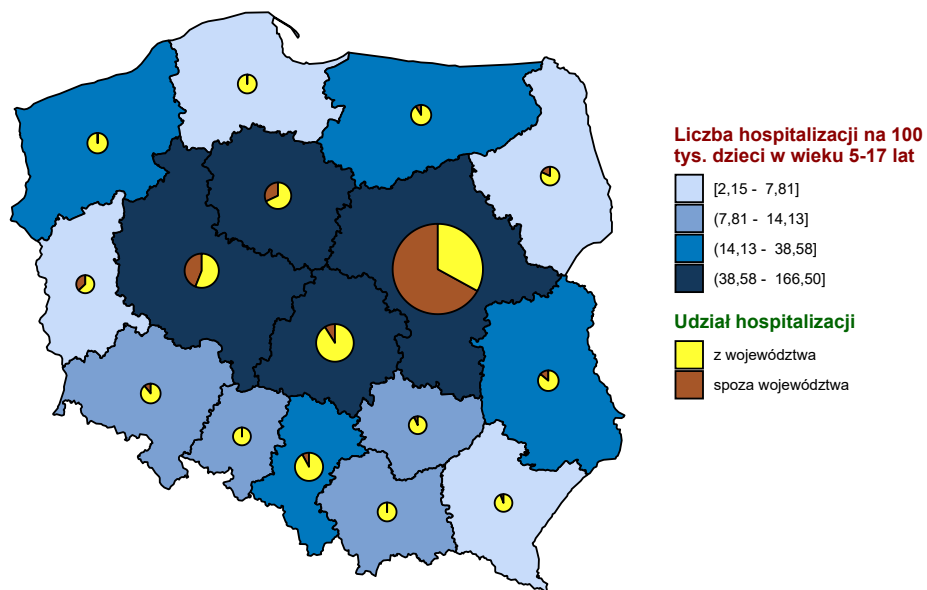 Liczba hospitalizacji na 100
tys. dzieci w wieku 5-17 lat
[2,15 - 7,81]
(7,81 - 14,13]
(14,13 - 38,58]
(38,58 - 166,50]
Udział hospitalizacji
z województwa
spoza województwa